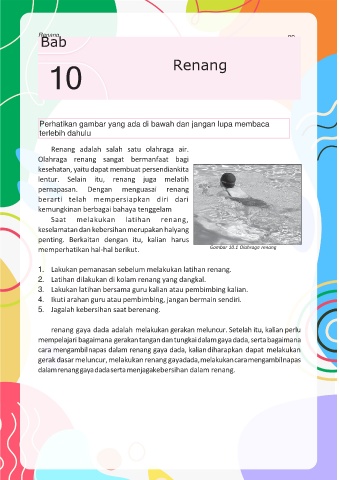 Renang
Bab
10
Renang
Perhatikan gambar yang ada di bawah dan jangan lupa membaca
terlebih dahulu
Renang adalah salah satu olahraga air.
Olahraga renang sangat bermanfaat bagi
kesehatan, yaitu dapat membuat persendian kita
lentur. Selain itu, renang juga melatih
pernapasan. Dengan menguasai renang
berarti telah mempersiapkan diri dari
kemungkinan berbagai bahaya tenggelam
Saat melakukan latihan renang,
keselamatan dan kebersihan merupakan hal yang
penting. Berkaitan dengan itu, kalian harus
memperhatikan hal-hal berikut.
Gambar 10.1 Olahraga renang
1. Lakukan pemanasan sebelum melakukan latihan renang.
2. Latihan dilakukan di kolam renang yang dangkal.
3. Lakukan latihan bersama guru kalian atau pembimbing kalian.
4. Ikuti arahan guru atau pembimbing, jangan bermain sendiri.
5. Jagalah kebersihan saat berenang.
renang gaya dada adalah melakukan gerakan meluncur. Setelah itu, kalian perlu
mempelajari bagaimana gerakan tangan dan tungkai dalam gaya dada, serta bagaimana
cara mengambil napas dalam renang gaya dada, kalian diharapkan dapat melakukan
gerak dasar meluncur, melakukan renang gaya dada, melakukan cara mengambil napas
dalam renang gaya dada serta menjaga kebersihan dalam renang.